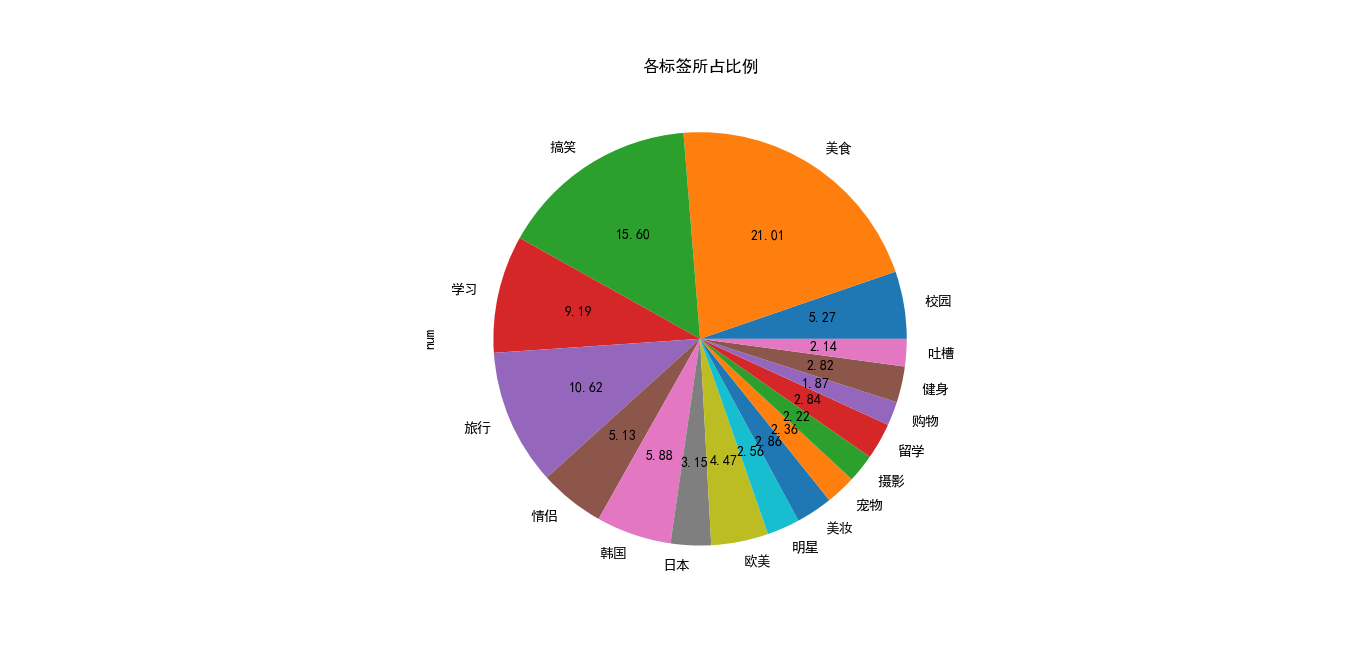 各标签所占比例
搞笑
美食
15.60
21.01
学习
9.19
校园
5.27
num
2.14
吐槽
2.82
健身
1.87
购物
2.84
留学
2.22
摄影
2.36
宠物
2.86
美妆
2.56
明星
4.47
欧美
3.15
日本
5.88
韩国
5.13
情侣
10.62
旅行